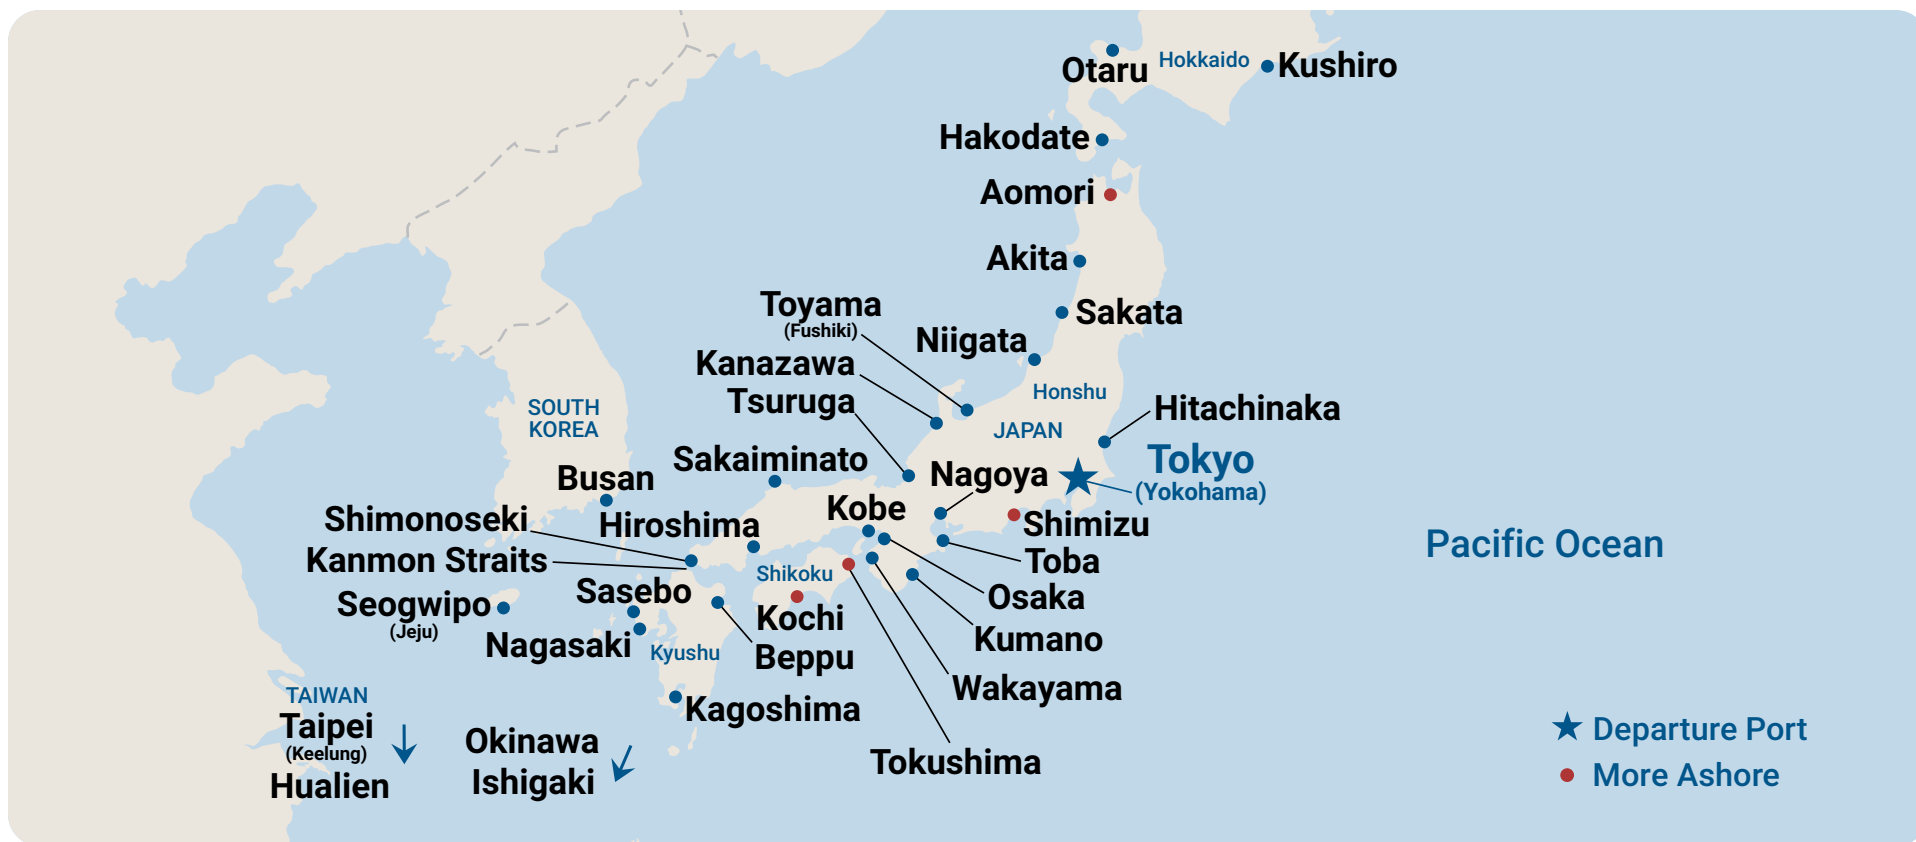 Otaru
Hokkaido
Kushiro
Hakodate
Aomori
Akita
Sakata
Toyama
(Fushiki)
Niigata
Kanazawa
Tsuruga
Honshu
JAPAN
Hitachinaka
SOUTH
KOREA
Tokyo
(Yokohama)
Sakaiminato
Nagoya
Busan
Kobe
Shimonoseki
Hiroshima
Shimizu
Kanmon Straits
Toba
Pacific Ocean
Shikoku
Sasebo
Osaka
Seogwipo
(Jeju)
Kochi
Nagasaki
Kyushu
Beppu
Kumano
Wakayama
TAIWAN
Taipei
(Keelung)
Hualien
Kagoshima
Okinawa
Ishigaki
Tokushima
Departure Port
More Ashore